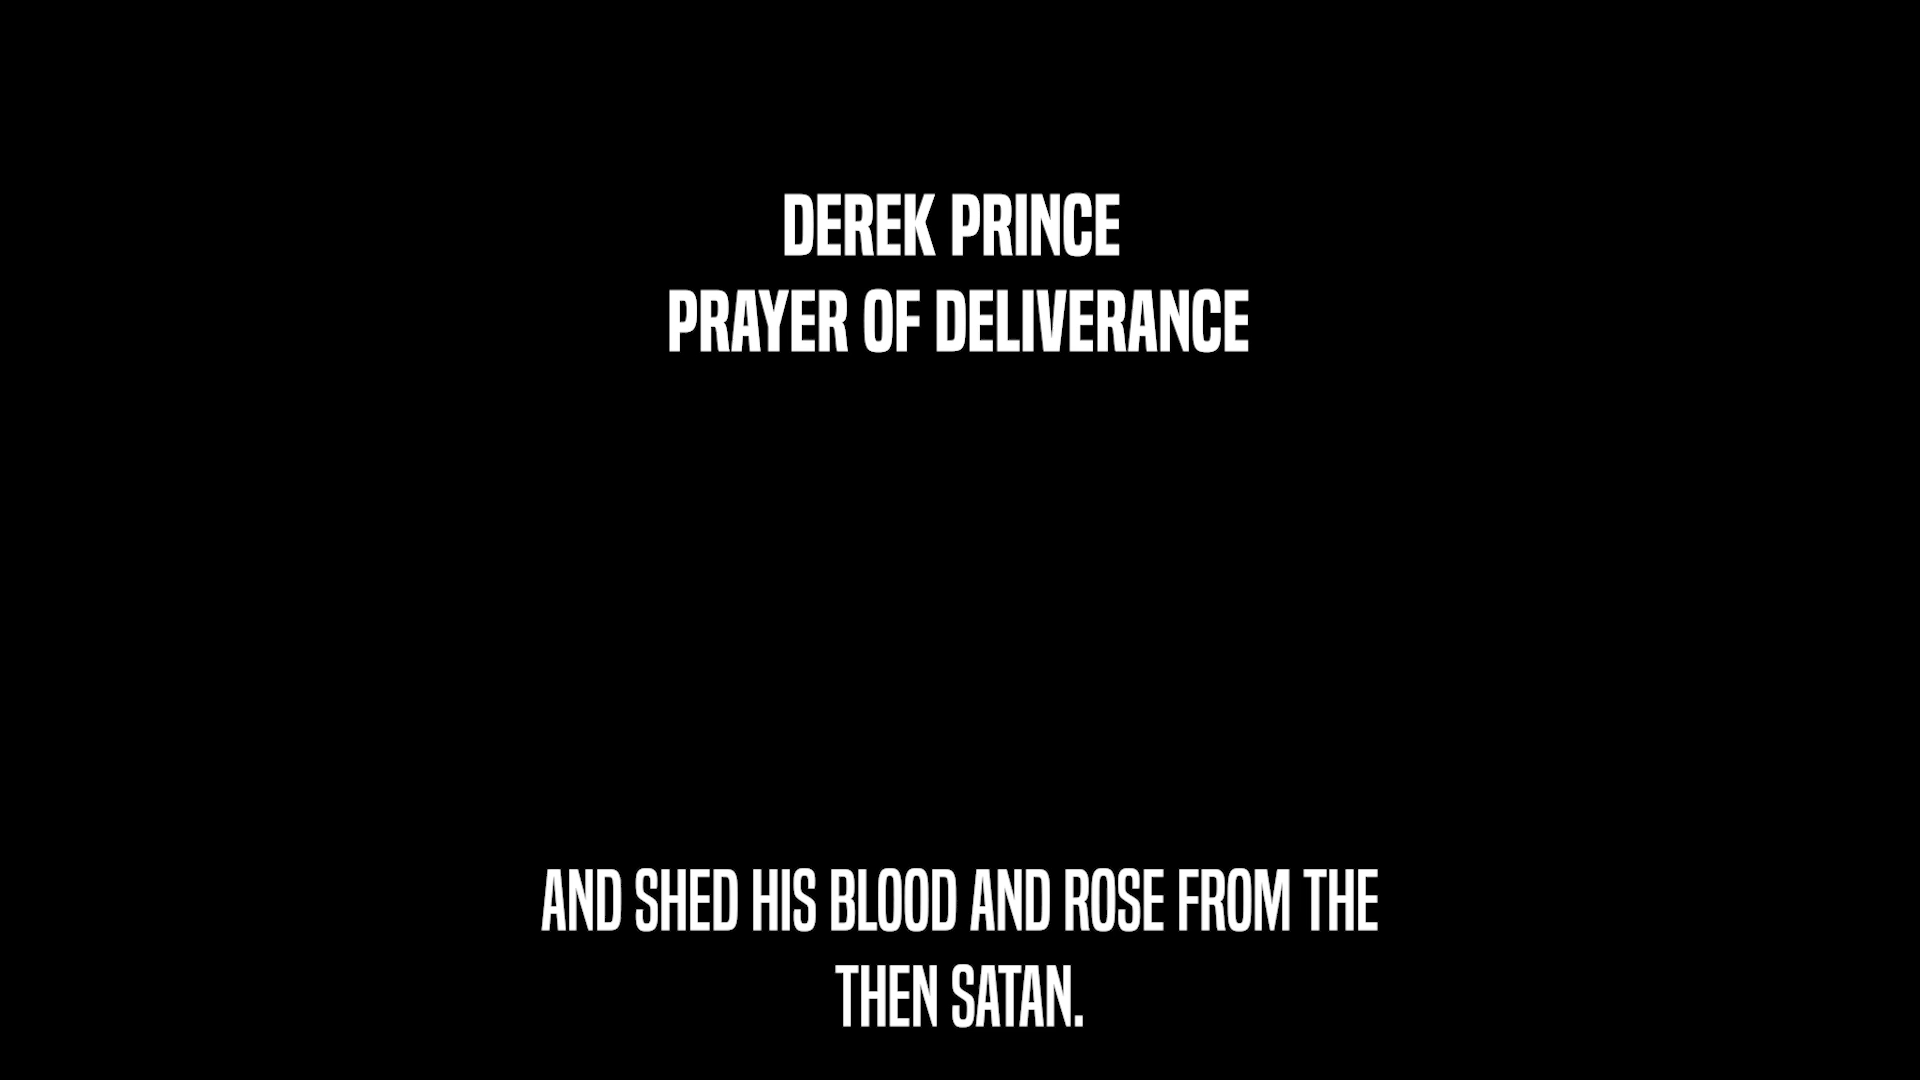 DEREK PRINCE
PRAYER OF DELIVERANCE
AND SHED HIS BLOOD AND ROSE FROM THE
THEN SATAN.